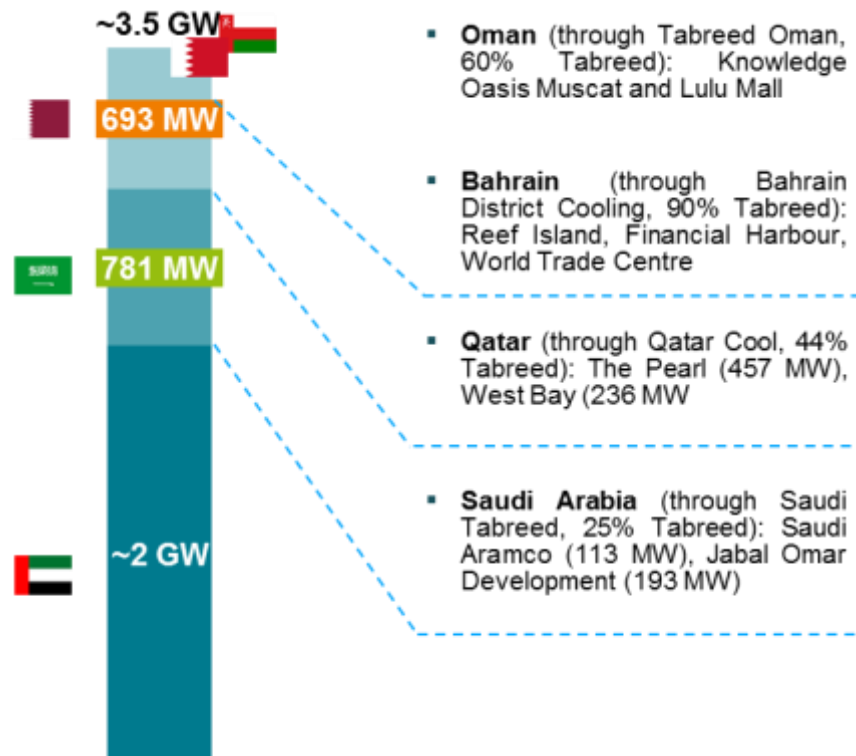 ~3.5 GW
693 MW
781 MW
~2 GW
▪ Oman (through Tabreed Oman,
60% Tabreed): Knowledge
Oasis Muscat and Lulu Mall
▪ Bahrain (through Bahrain
District Cooling, 90% Tabreed):
Reef Island, Financial Harbour,
World Trade Centre
▪ Qatar (through Qatar Cool, 44%
Tabreed): The Pearl (457 MW),
West Bay (236 MW
▪ Saudi Arabia (through Saudi
Tabreed, 25% Tabreed): Saudi
Aramco (113 MW), Jabal Omar
Development (193 MW)